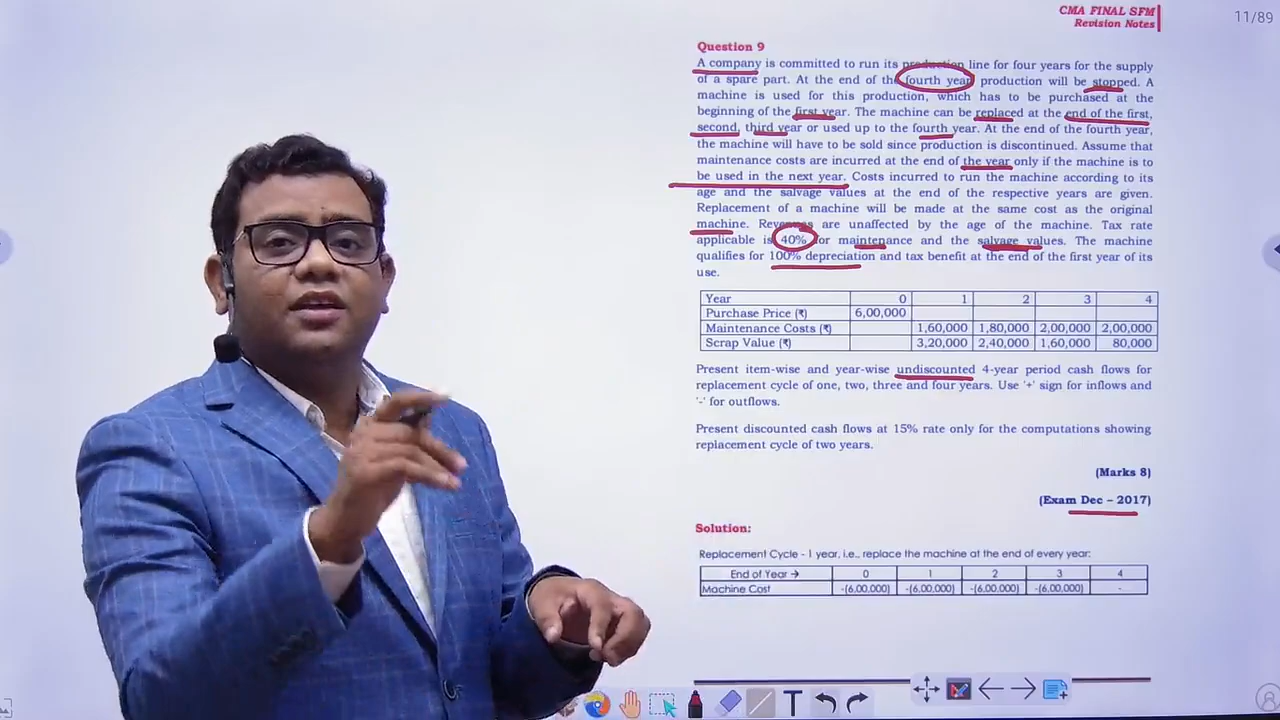 CMA FINAL SFM
Revision Notes
11/89
Question 9
A company is committed to run its production line for four years for the supply
of a spare part. At the end of the fourth year production will be stopped. A
machine is used for this production, which has to be purchased at the
beginning of the first year. The machine can be replaced at the end of the first,
second, third year or used up to the fourth year. At the end of the fourth year,
the machine will have to be sold since production is discontinued. Assume that
maintenance costs are incurred at the end of the year only if the machine is to
be used in the next year. Costs incurred to run the machine according to its
age and the salvage values at the end of the respective years are given.
Replacement of a machine will be made at the same cost as the original
machine. Revenues are unaffected by the age of the machine. Tax rate
applicable is 40% for maintenance and the salvage values. The machine
qualifies for 100% depreciation and tax benefit at the end of the first year of its
use.
Year 0 1 2 3 4
Purchase Price (₹) 6,00,000
Maintenance Costs (₹) 1,60,000 1,80,000 2,00,000 2,00,000
Scrap Value (₹) 3,20,000 2,40,000 1,60,000 80,000
Present item-wise and year-wise undiscounted 4-year period cash flows for
replacement cycle of one, two, three and four years. Use '+' sign for inflows and
'-' for outflows.
Present discounted cash flows at 15% rate only for the computations showing
replacement cycle of two years.
(Marks 8)
(Exam Dec – 2017)
Solution:
Replacement Cycle - 1 year, i.e., replace the machine at the end of every year:
End of Year → 0 1 2 3 4
Machine Cost -(6,00,000) -(6,00,000) -(6,00,000) -(6,00,000) -
T